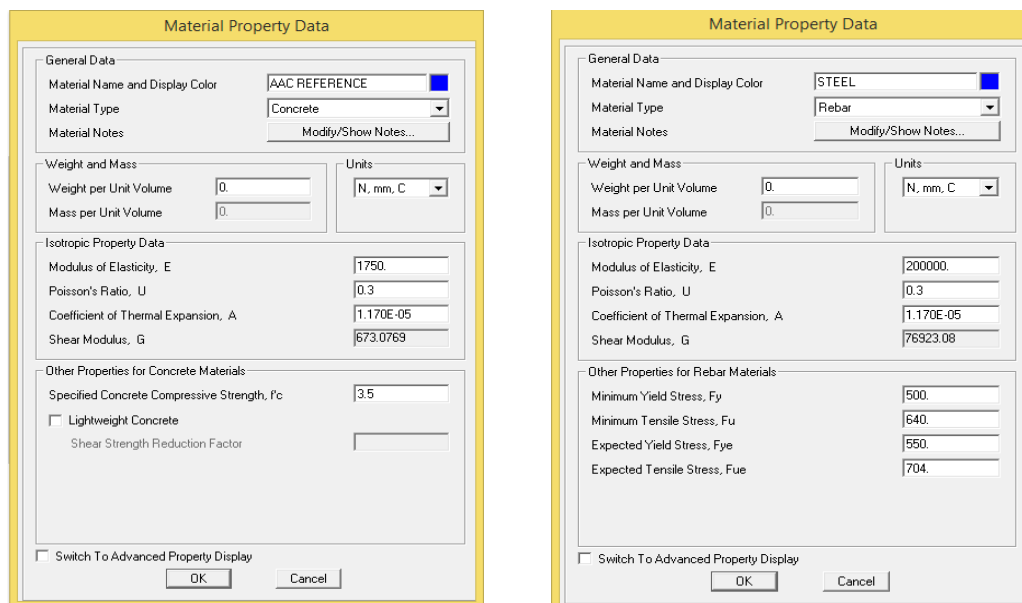 Material Property Data
General Data
Material Name and Display Color AAC REFERENCE
Material Type Concrete
Material Notes Modify/Show Notes...
Weight and Mass
Weight per Unit Volume 0.
Mass per Unit Volume 0.
Units
N, mm, C
Isotropic Property Data
Modulus of Elasticity, E 1750.
Poisson's Ratio, U 0.3
Coefficient of Thermal Expansion, A 1.170E-05
Shear Modulus, G 673.0769
Other Properties for Concrete Materials
Specified Concrete Compressive Strength, f'c 3.5
Lightweight Concrete
Shear Strength Reduction Factor
Switch To Advanced Property Display
OK Cancel
Material Property Data
General Data
Material Name and Display Color STEEL
Material Type Rebar
Material Notes Modify/Show Notes...
Weight and Mass
Weight per Unit Volume 0.
Mass per Unit Volume 0.
Units
N, mm, C
Isotropic Property Data
Modulus of Elasticity, E 200000.
Poisson's Ratio, U 0.3
Coefficient of Thermal Expansion, A 1.170E-05
Shear Modulus, G 76923.08
Other Properties for Rebar Materials
Minimum Yield Stress, Fy 500.
Minimum Tensile Stress, Fu 640.
Expected Yield Stress, Fye 550.
Expected Tensile Stress, Fue 704.
Switch To Advanced Property Display
OK Cancel